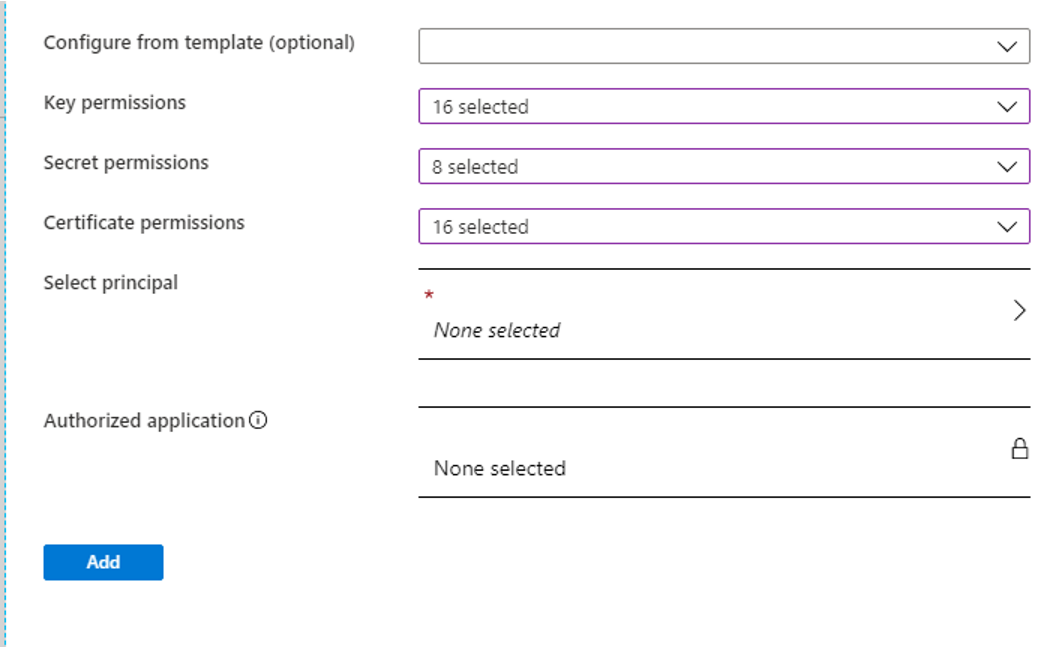 Configure from template (optional)
Key permissions
16 selected
Secret permissions
8 selected
Certificate permissions
16 selected
Select principal
*
None selected
Authorized application
None selected
Add